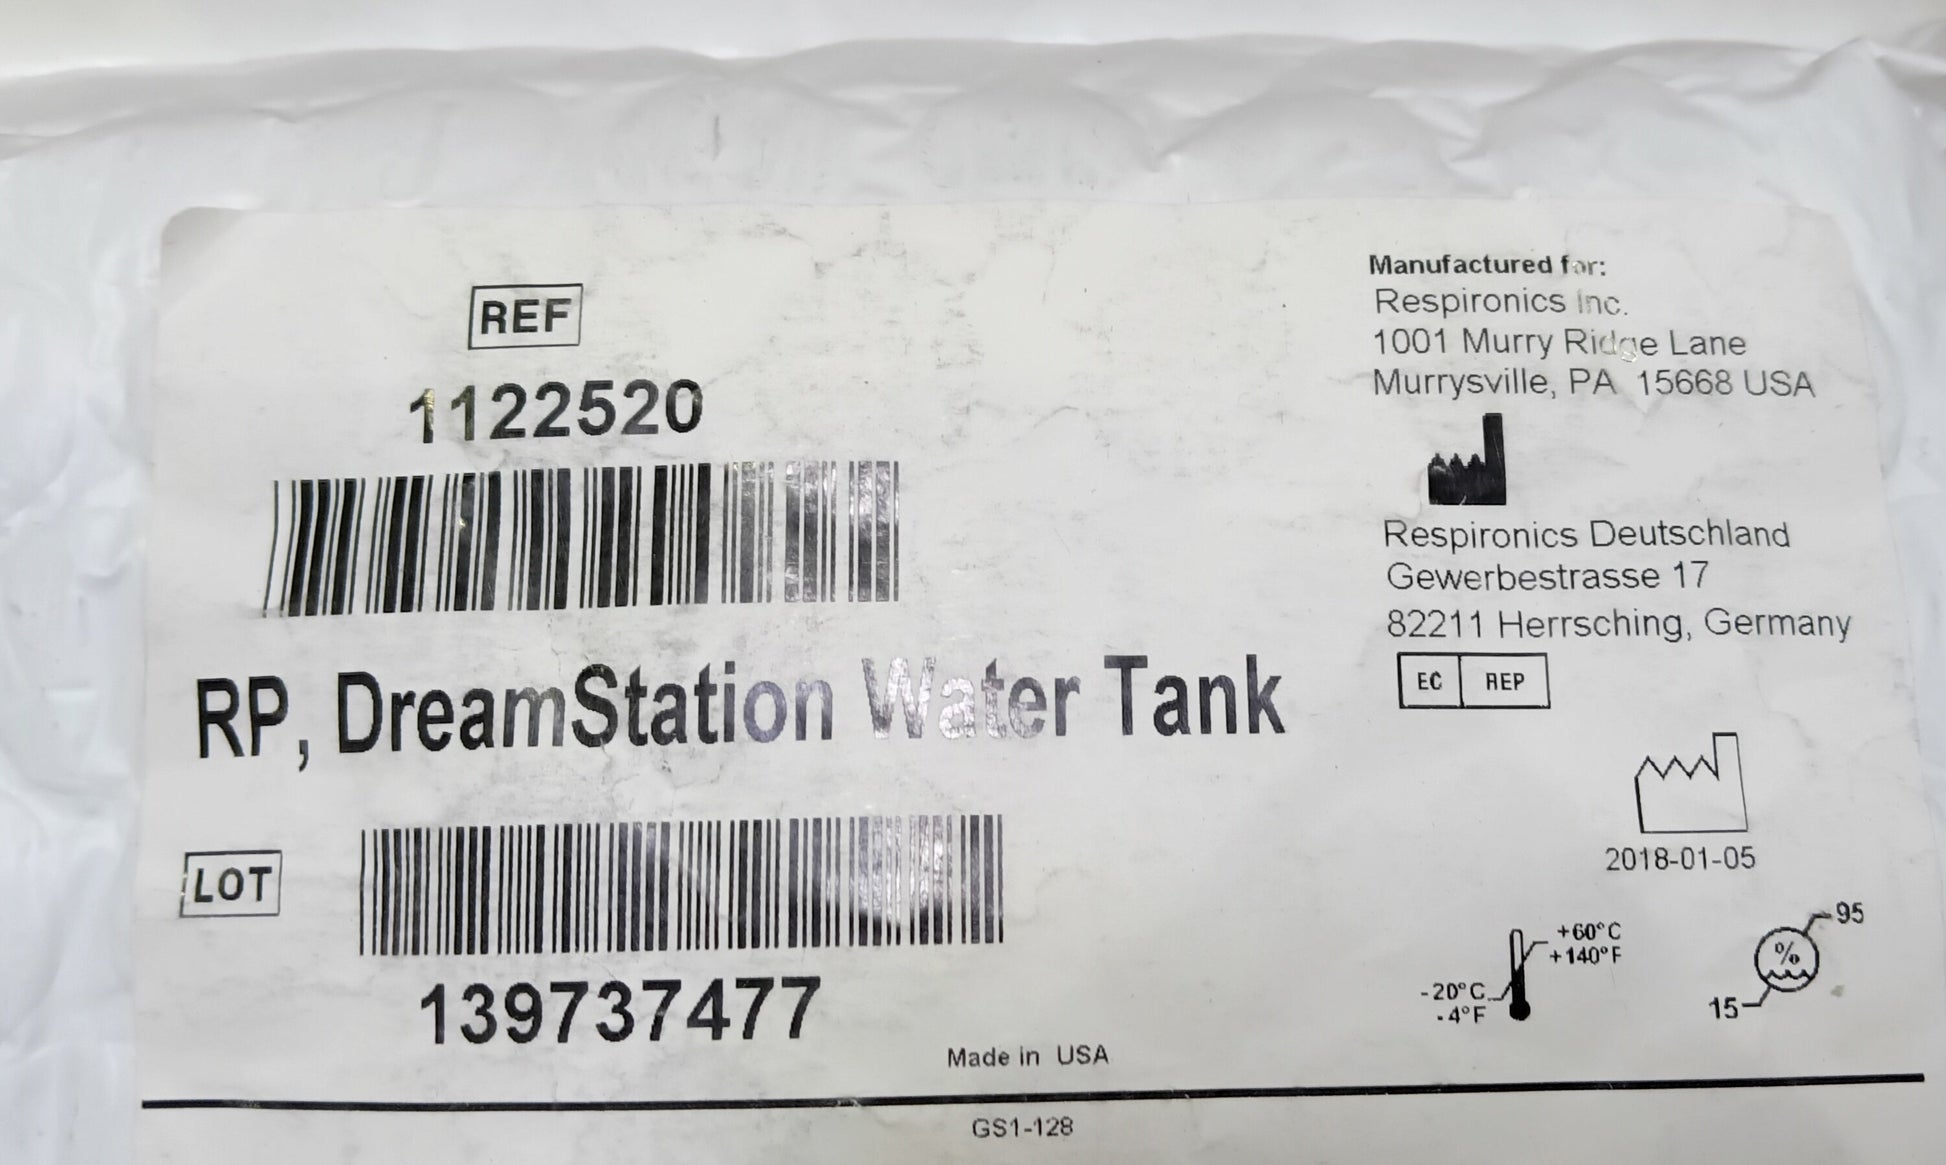 REF
1122520
RP, DreamStation Water Tank
LOT
139737477
Made in USA
Manufactured for:
Respironics Inc.
1001 Murry Ridge Lane
Murrysville, PA 15668 USA
Respironics Deutschland
Gewerbestrasse 17
82211 Herrsching, Germany
EC REP
2018-01-05
+60°C
+140°F
-20°C
-4°F
%
95
15
GS1-128